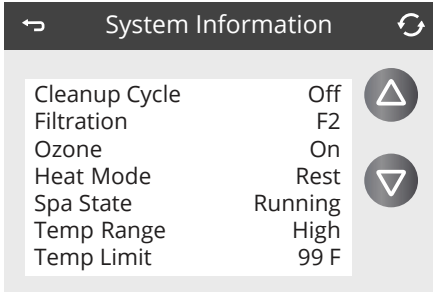 System Information
Cleanup Cycle Off
Filtration F2
Ozone On
Heat Mode Rest
Spa State Running
Temp Range High
Temp Limit 99 F